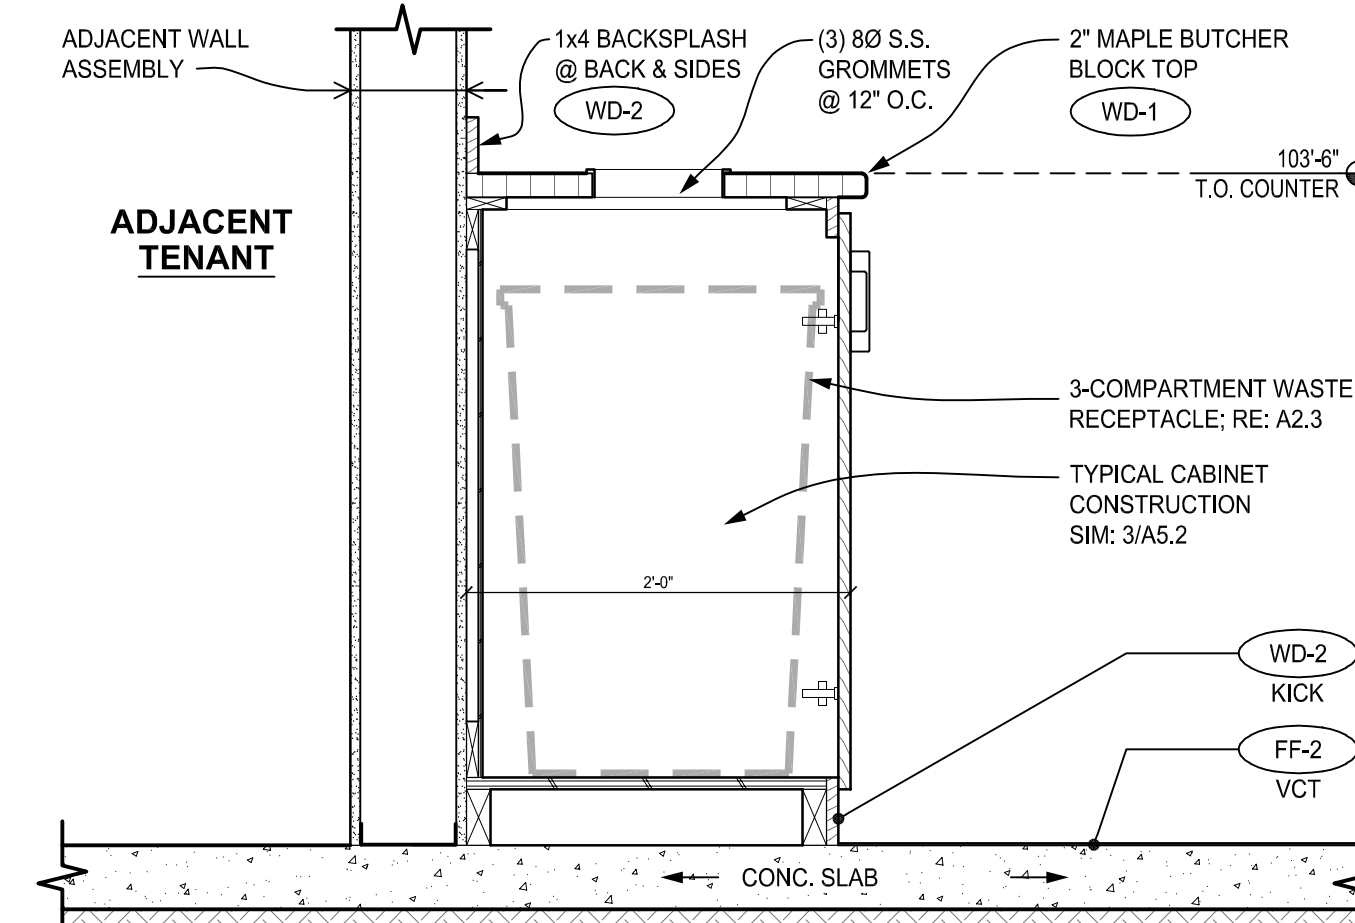 ADJACENT WALL
ASSEMBLY
1x4 BACKSPLASH
@ BACK & SIDES
WD-2
(3) 8Ø S.S.
GROMMETS
@ 12" O.C.
2" MAPLE BUTCHER
BLOCK TOP
WD-1
103'-6"
T.O. COUNTER
ADJACENT
TENANT
3-COMPARTMENT WASTE
RECEPTACLE; RE: A2.3
TYPICAL CABINET
CONSTRUCTION
SIM: 3/A5.2
2'-0"
WD-2
KICK
FF-2
VCT
CONC. SLAB